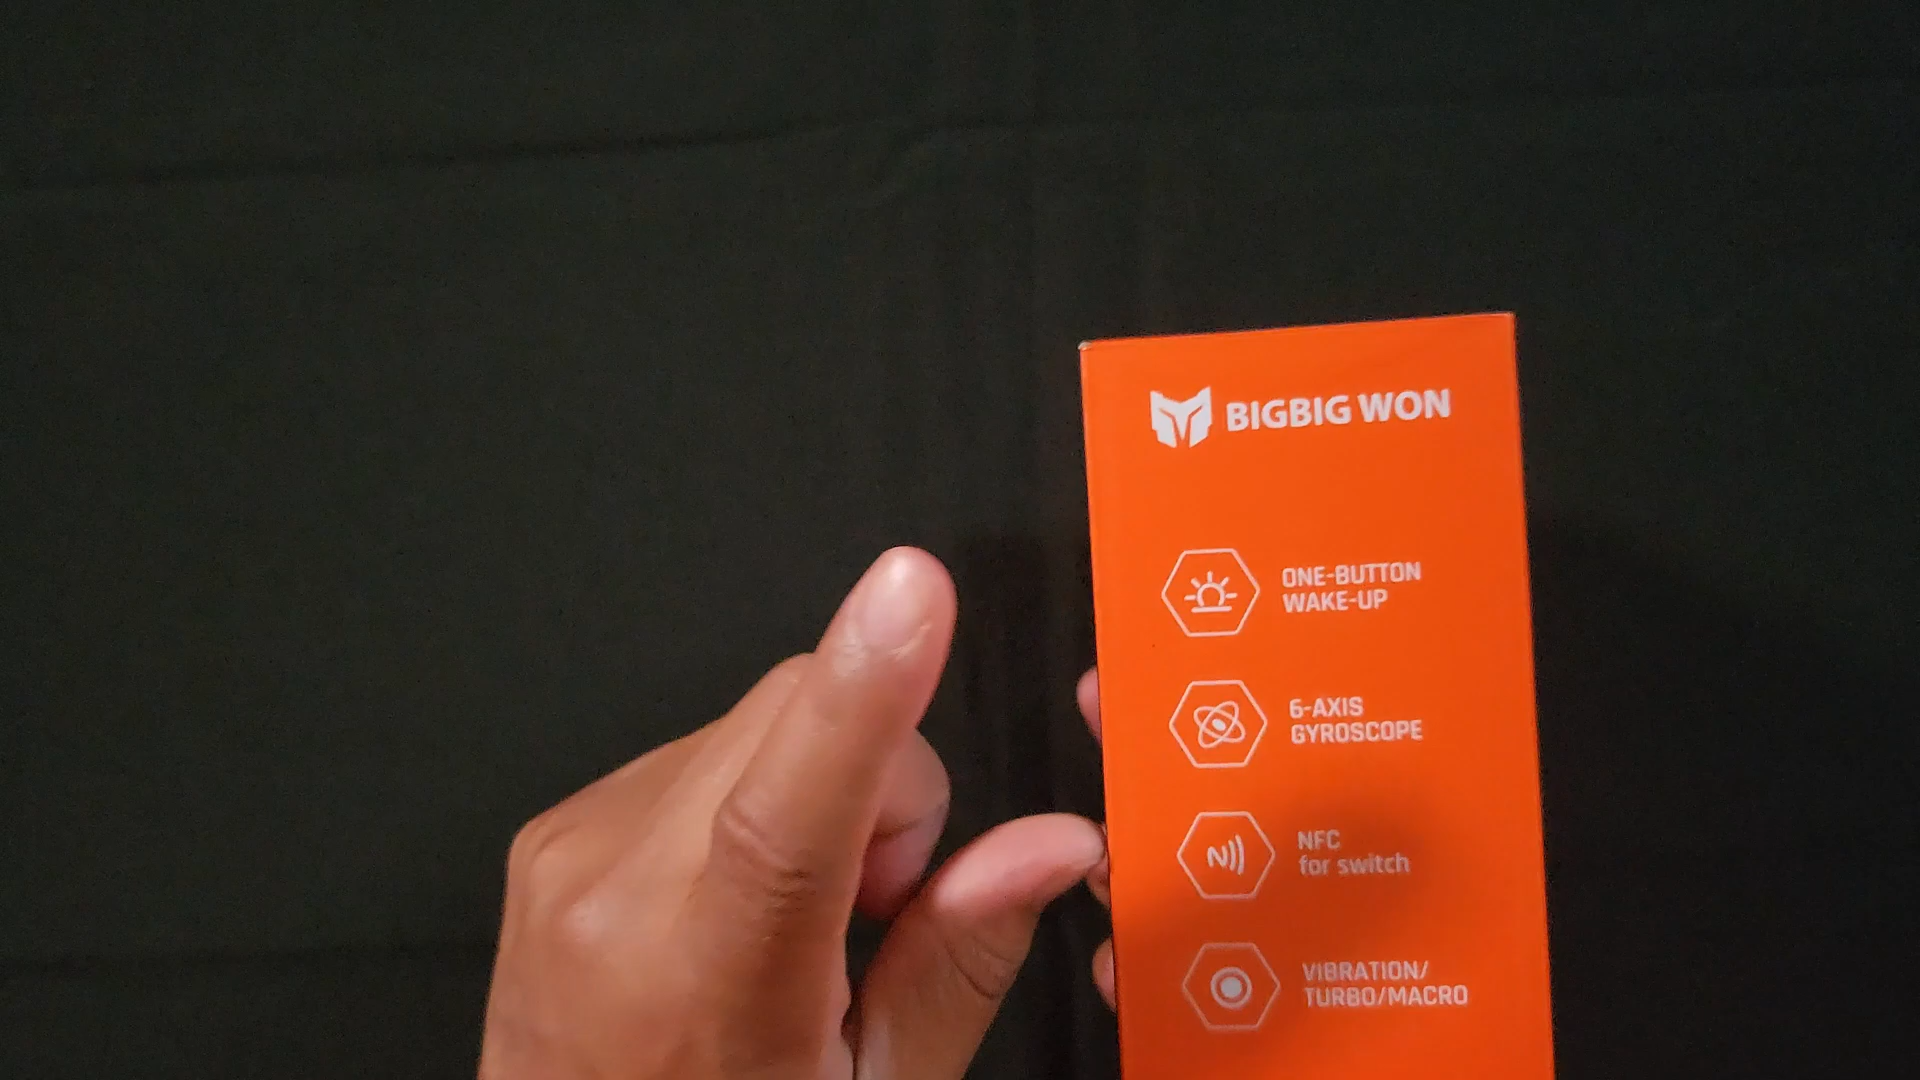 BIGBIG WON
ONE-BUTTON
WAKE-UP
6-AXIS
GYROSCOPE
NFC
for switch
VIBRATION/
TURBO/MACRO